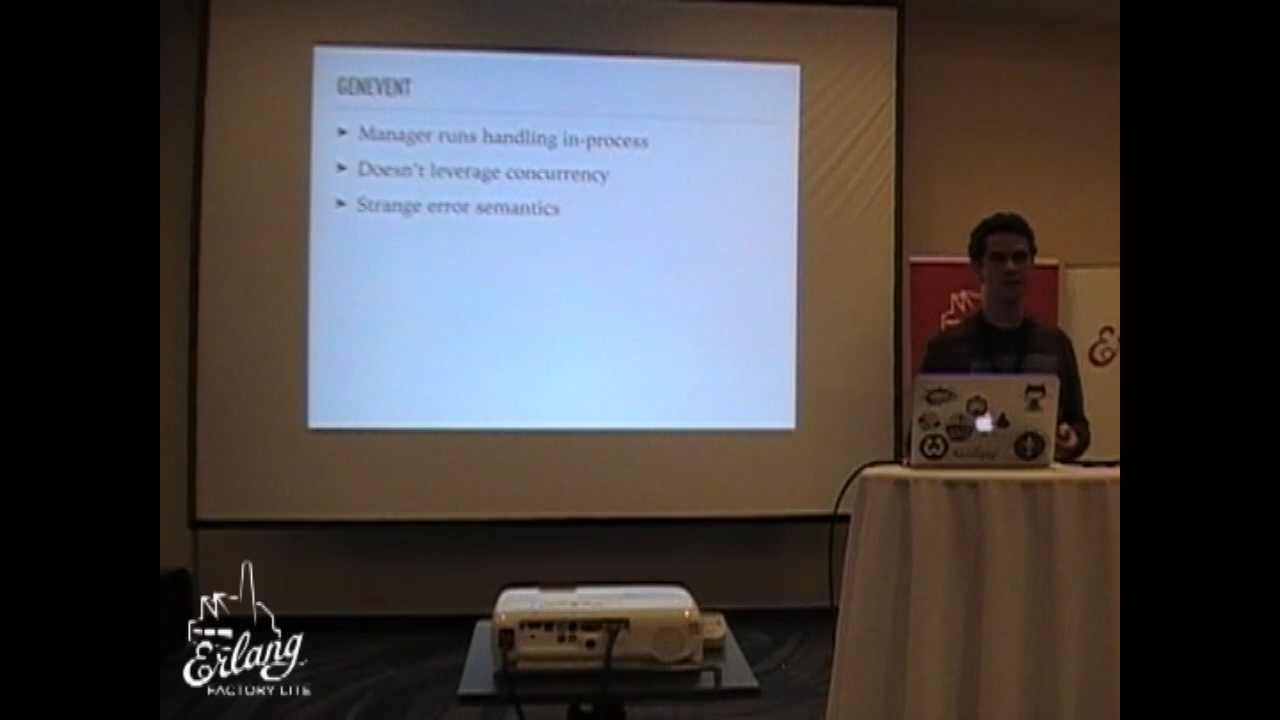 GENEVENT
➤ Manager runs handling in-process
➤ Doesn't leverage concurrency
➤ Strange error semantics
Erlang
FACTORY LITE